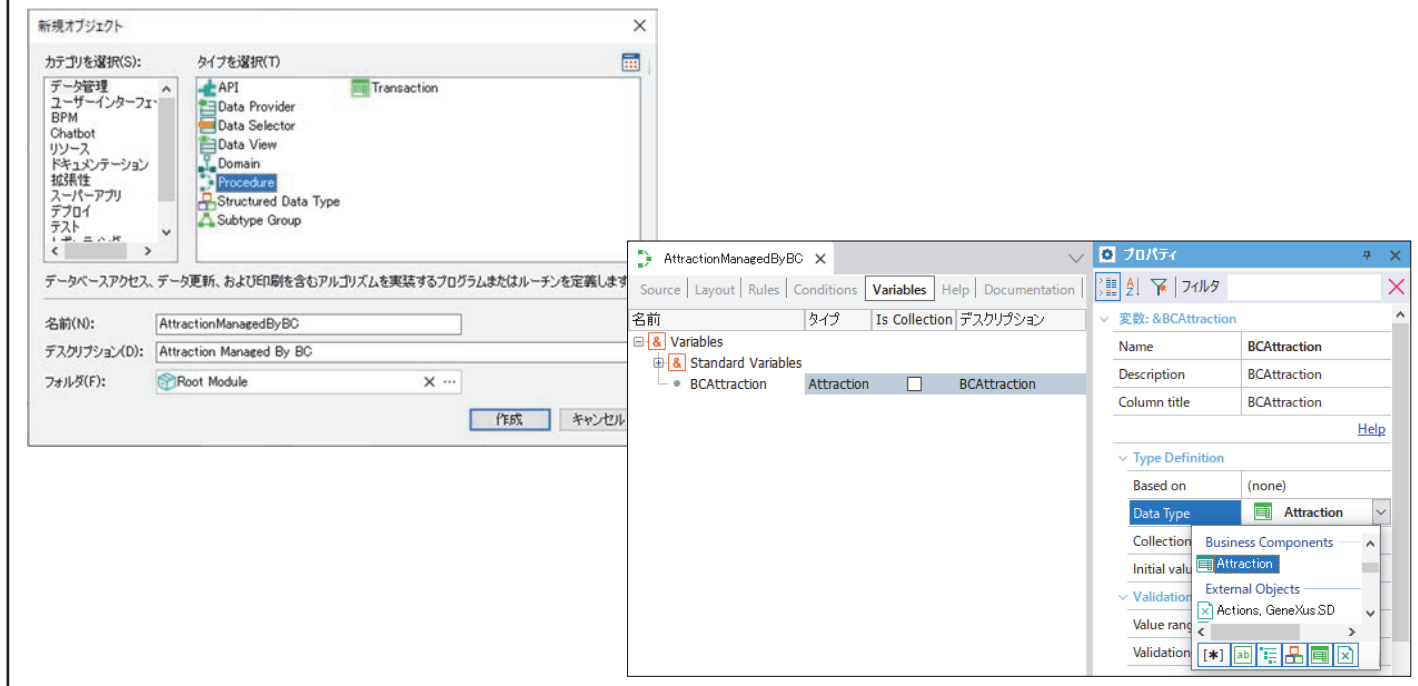 新規オブジェクト
カテゴリを選択(S):
タイプを選択(T)
データ管理
ユーザーインターフェ
BPM
Chatbot
リソース
ドキュメンテーション
拡張性
スーパーアプリ
デプロイ
テスト
API
Data Provider
Data Selector
Data View
Domain
Procedure
Structured Data Type
Subtype Group
Transaction
データベースアクセス、データ更新、および印刷を含むアルゴリズムを実装するプログラムまたはルーチンを定義します
名前(N): AttractionManagedByBC
デスクリプション(D): Attraction Managed By BC
フォルダ(F): Root Module
作成 キャンセル
AttractionManagedByBC
Source Layout Rules Conditions Variables Help Documentation
名前 タイプ Is Collection デスクリプション
& Variables
& Standard Variables
BCAttraction Attraction BCAttraction
プロパティ
フィルタ
変数: &BCAttraction
Name BCAttraction
Description BCAttraction
Column title BCAttraction
Help
Type Definition
Based on (none)
Data Type Attraction
Collection
Initial valu
Validation
Value rang
Validation
Business Components
Attraction
External Objects
Actions, GeneXus.SD
[*] ab